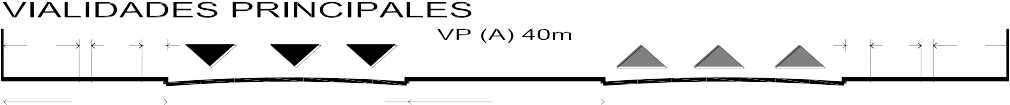 VIALIDADES PRINCIPALES
VP (A) 40m